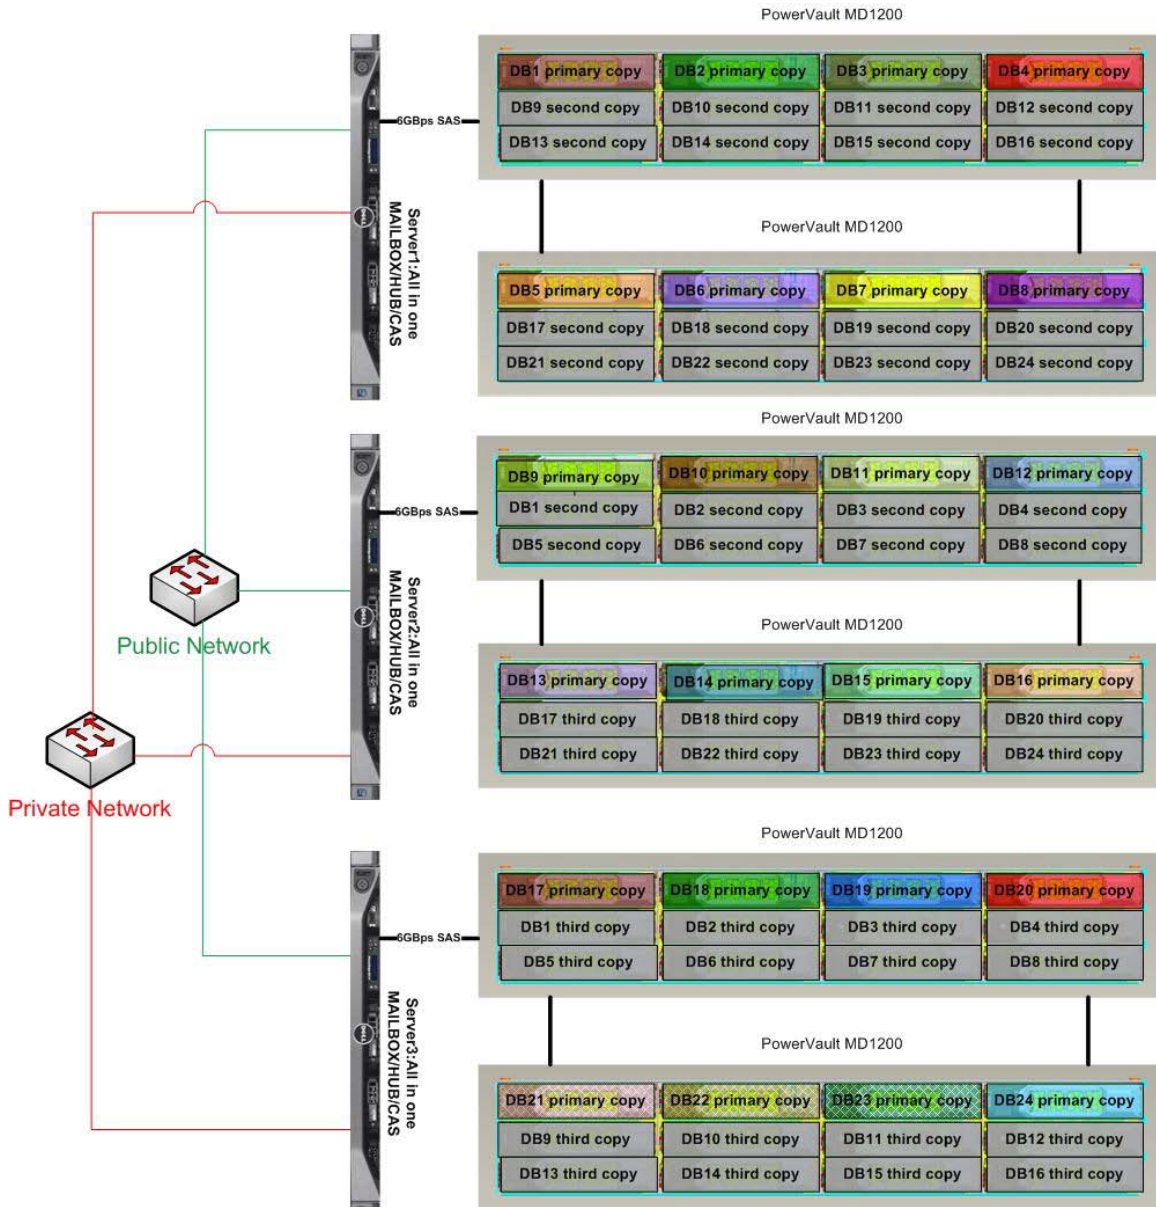 PowerVault MD1200
DB1 primary copy DB2 primary copy DB3 primary copy DB4 primary copy
DB9 second copy DB10 second copy DB11 second copy DB12 second copy
DB13 second copy DB14 second copy DB15 second copy DB16 second copy
6GBps SAS
Server1:All in one
MAILBOX/HUB/CAS
PowerVault MD1200
DB5 primary copy DB6 primary copy DB7 primary copy DB8 primary copy
DB17 second copy DB18 second copy DB19 second copy DB20 second copy
DB21 second copy DB22 second copy DB23 second copy DB24 second copy
PowerVault MD1200
DB9 primary copy DB10 primary copy DB11 primary copy DB12 primary copy
DB1 second copy DB2 second copy DB3 second copy DB4 second copy
DB5 second copy DB6 second copy DB7 second copy DB8 second copy
6GBps SAS
Server2:All in one
MAILBOX/HUB/CAS
Public Network
PowerVault MD1200
DB13 primary copy DB14 primary copy DB15 primary copy DB16 primary copy
DB17 third copy DB18 third copy DB19 third copy DB20 third copy
DB21 third copy DB22 third copy DB23 third copy DB24 third copy
Private Network
PowerVault MD1200
DB17 primary copy DB18 primary copy DB19 primary copy DB20 primary copy
DB1 third copy DB2 third copy DB3 third copy DB4 third copy
DB5 third copy DB6 third copy DB7 third copy DB8 third copy
6GBps SAS
Server3:All in one
MAILBOX/HUB/CAS
PowerVault MD1200
DB21 primary copy DB22 primary copy DB23 primary copy DB24 primary copy
DB9 third copy DB10 third copy DB11 third copy DB12 third copy
DB13 third copy DB14 third copy DB15 third copy DB16 third copy